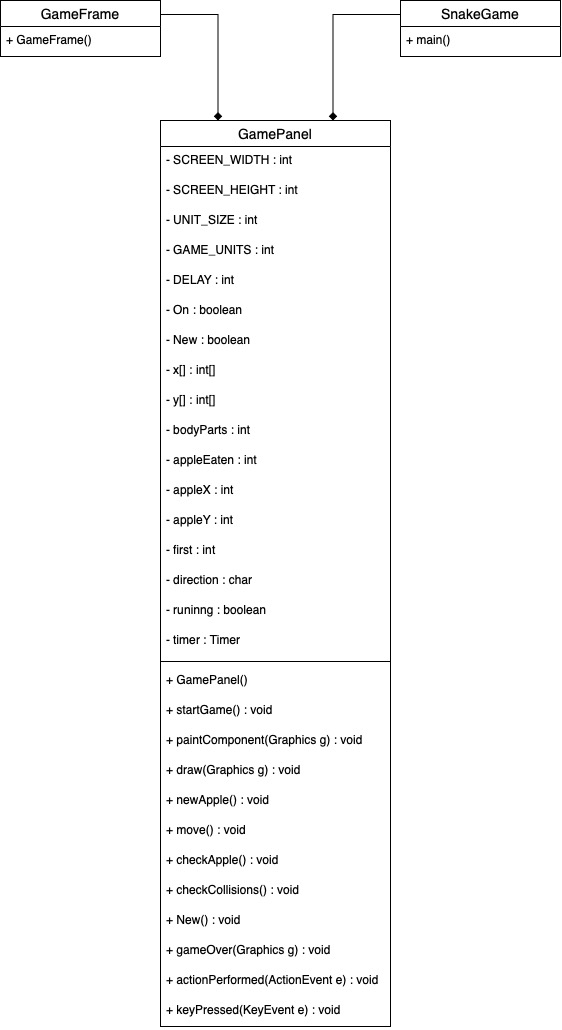 GameFrame
+ GameFrame()
SnakeGame
+ main()
GamePanel
- SCREEN_WIDTH : int
- SCREEN_HEIGHT : int
- UNIT_SIZE : int
- GAME_UNITS : int
- DELAY : int
- On : boolean
- New : boolean
- x[] : int[]
- y[] : int[]
- bodyParts : int
- appleEaten : int
- appleX : int
- appleY : int
- first : int
- direction : char
- runinng : boolean
- timer : Timer
+ GamePanel()
+ startGame() : void
+ paintComponent(Graphics g) : void
+ draw(Graphics g) : void
+ newApple() : void
+ move() : void
+ checkApple() : void
+ checkCollisions() : void
+ New() : void
+ gameOver(Graphics g) : void
+ actionPerformed(ActionEvent e) : void
+ keyPressed(KeyEvent e) : void